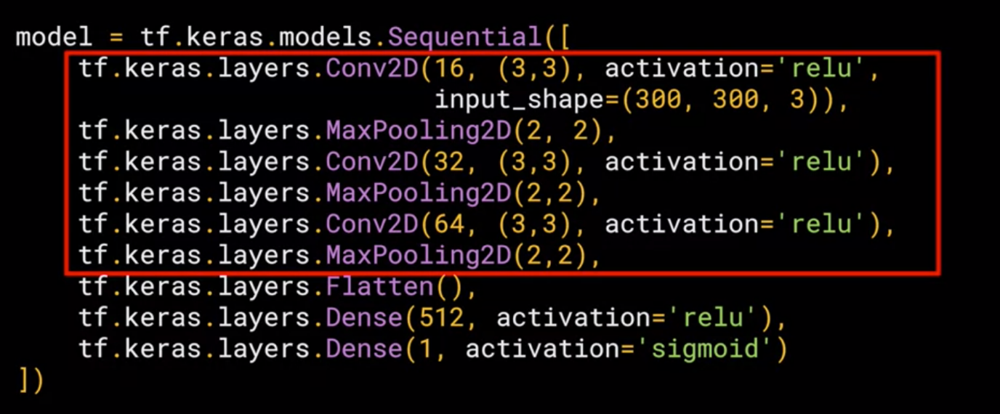 model = tf.keras.models.Sequential([
    tf.keras.layers.Conv2D(16, (3,3), activation='relu',
                           input_shape=(300, 300, 3)),
    tf.keras.layers.MaxPooling2D(2, 2),
    tf.keras.layers.Conv2D(32, (3,3), activation='relu'),
    tf.keras.layers.MaxPooling2D(2,2),
    tf.keras.layers.Conv2D(64, (3,3), activation='relu'),
    tf.keras.layers.MaxPooling2D(2,2),
    tf.keras.layers.Flatten(),
    tf.keras.layers.Dense(512, activation='relu'),
    tf.keras.layers.Dense(1, activation='sigmoid')
])